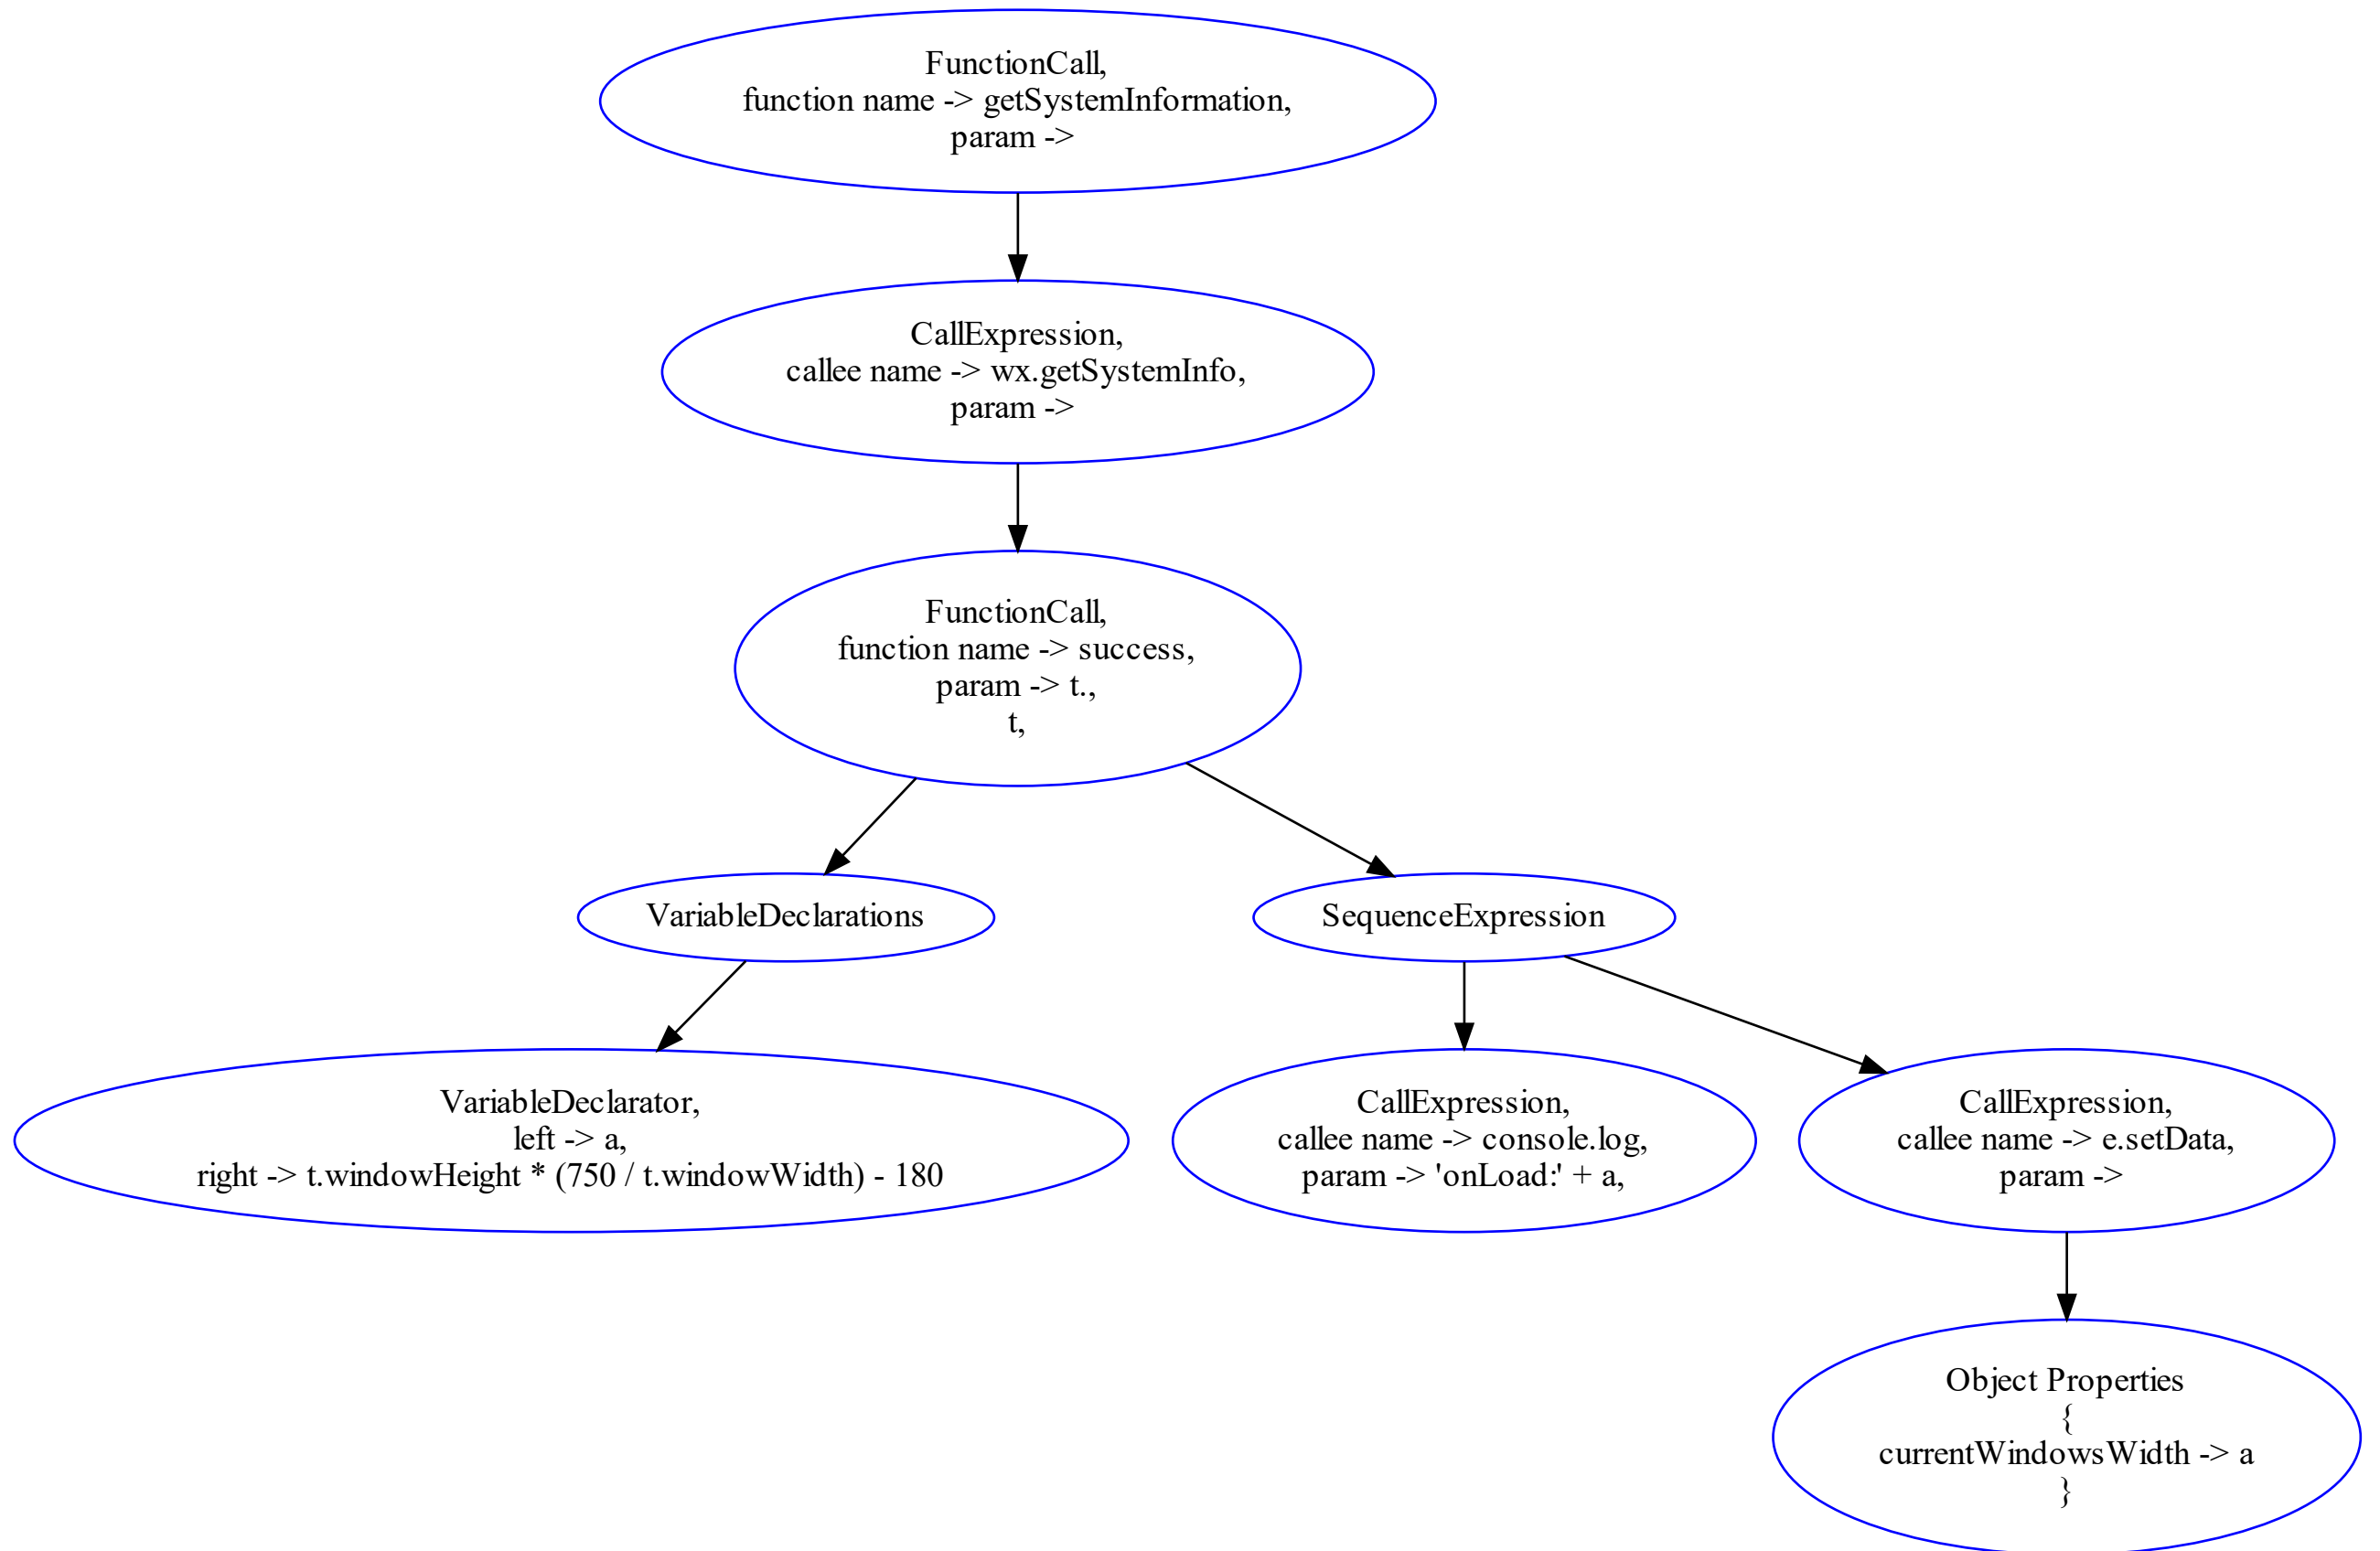 FunctionCall,
function name -> getSystemInformation,
param ->
CallExpression,
callee name -> wx.getSystemInfo,
param ->
FunctionCall,
function name -> success,
param -> t.,
t,
VariableDeclarations
SequenceExpression
VariableDeclarator,
left -> a,
right -> t.windowHeight * (750 / t.windowWidth) - 180
CallExpression,
callee name -> console.log,
param -> 'onLoad:' + a,
CallExpression,
callee name -> e.setData,
param ->
Object Properties
{
currentWindowsWidth -> a
}